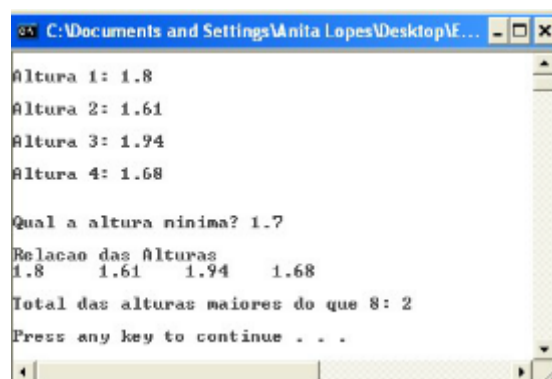 C:\Documents and Settings\Anita Lopes\Desktop\E...
Altura 1: 1.8
Altura 2: 1.61
Altura 3: 1.94
Altura 4: 1.68
Qual a altura minima? 1.7
Relacao das Alturas
1.8 1.61 1.94 1.68
Total das alturas maiores do que 8: 2
Press any key to continue . . .